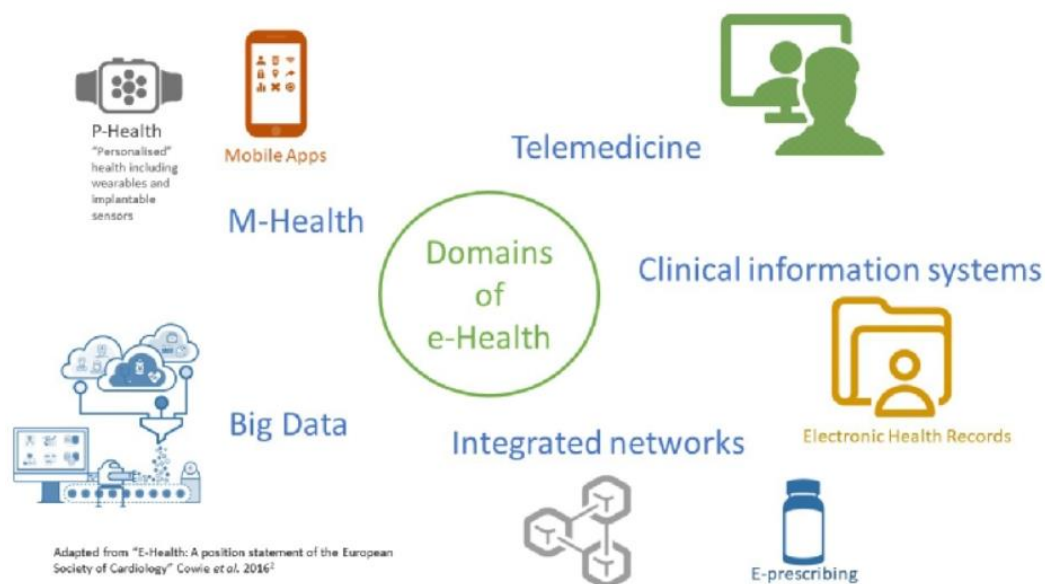 P-Health
"Personalised"
health including
wearables and
implantable
sensors
Mobile Apps
M-Health
Telemedicine
Domains
of
e-Health
Clinical information systems
Electronic Health Records
Big Data
Integrated networks
E-prescribing
Adapted from "E-Health: A position statement of the European
Society of Cardiology" Cowie et al. 2016²